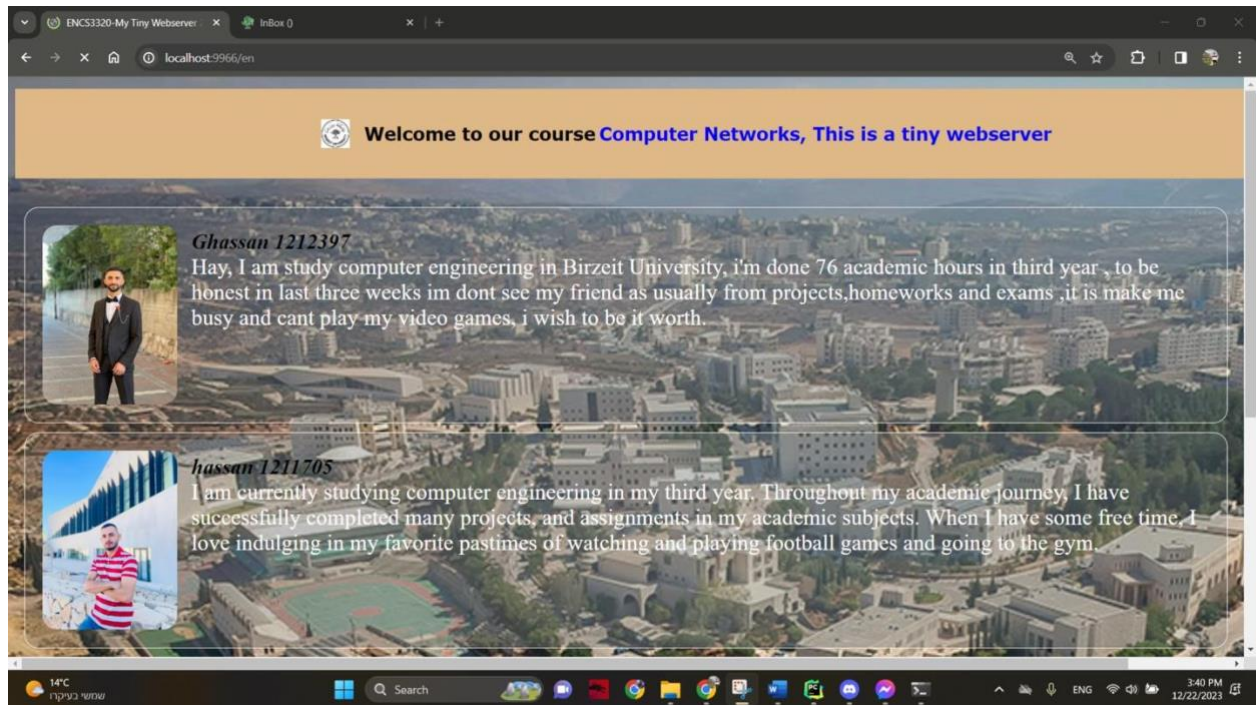 ENCS3320-My Tiny Webserver
InBox ()
localhost:9966/en
Welcome to our course Computer Networks, This is a tiny webserver
Ghassan 1212397
Hay, I am study computer engineering in Birzeit University, i'm done 76 academic hours in third year , to be
honest in last three weeks im dont see my friend as usually from projects,homeworks and exams ,it is make me
busy and cant play my video games, i wish to be it worth.
hassan 1211705
I am currently studying computer engineering in my third year. Throughout my academic journey, I have
successfully completed many projects, and assignments in my academic subjects. When I have some free time, I
love indulging in my favorite pastimes of watching and playing football games and going to the gym.
14°C
שמשי בעיקרו
Search
ENG
3:40 PM
12/22/2023